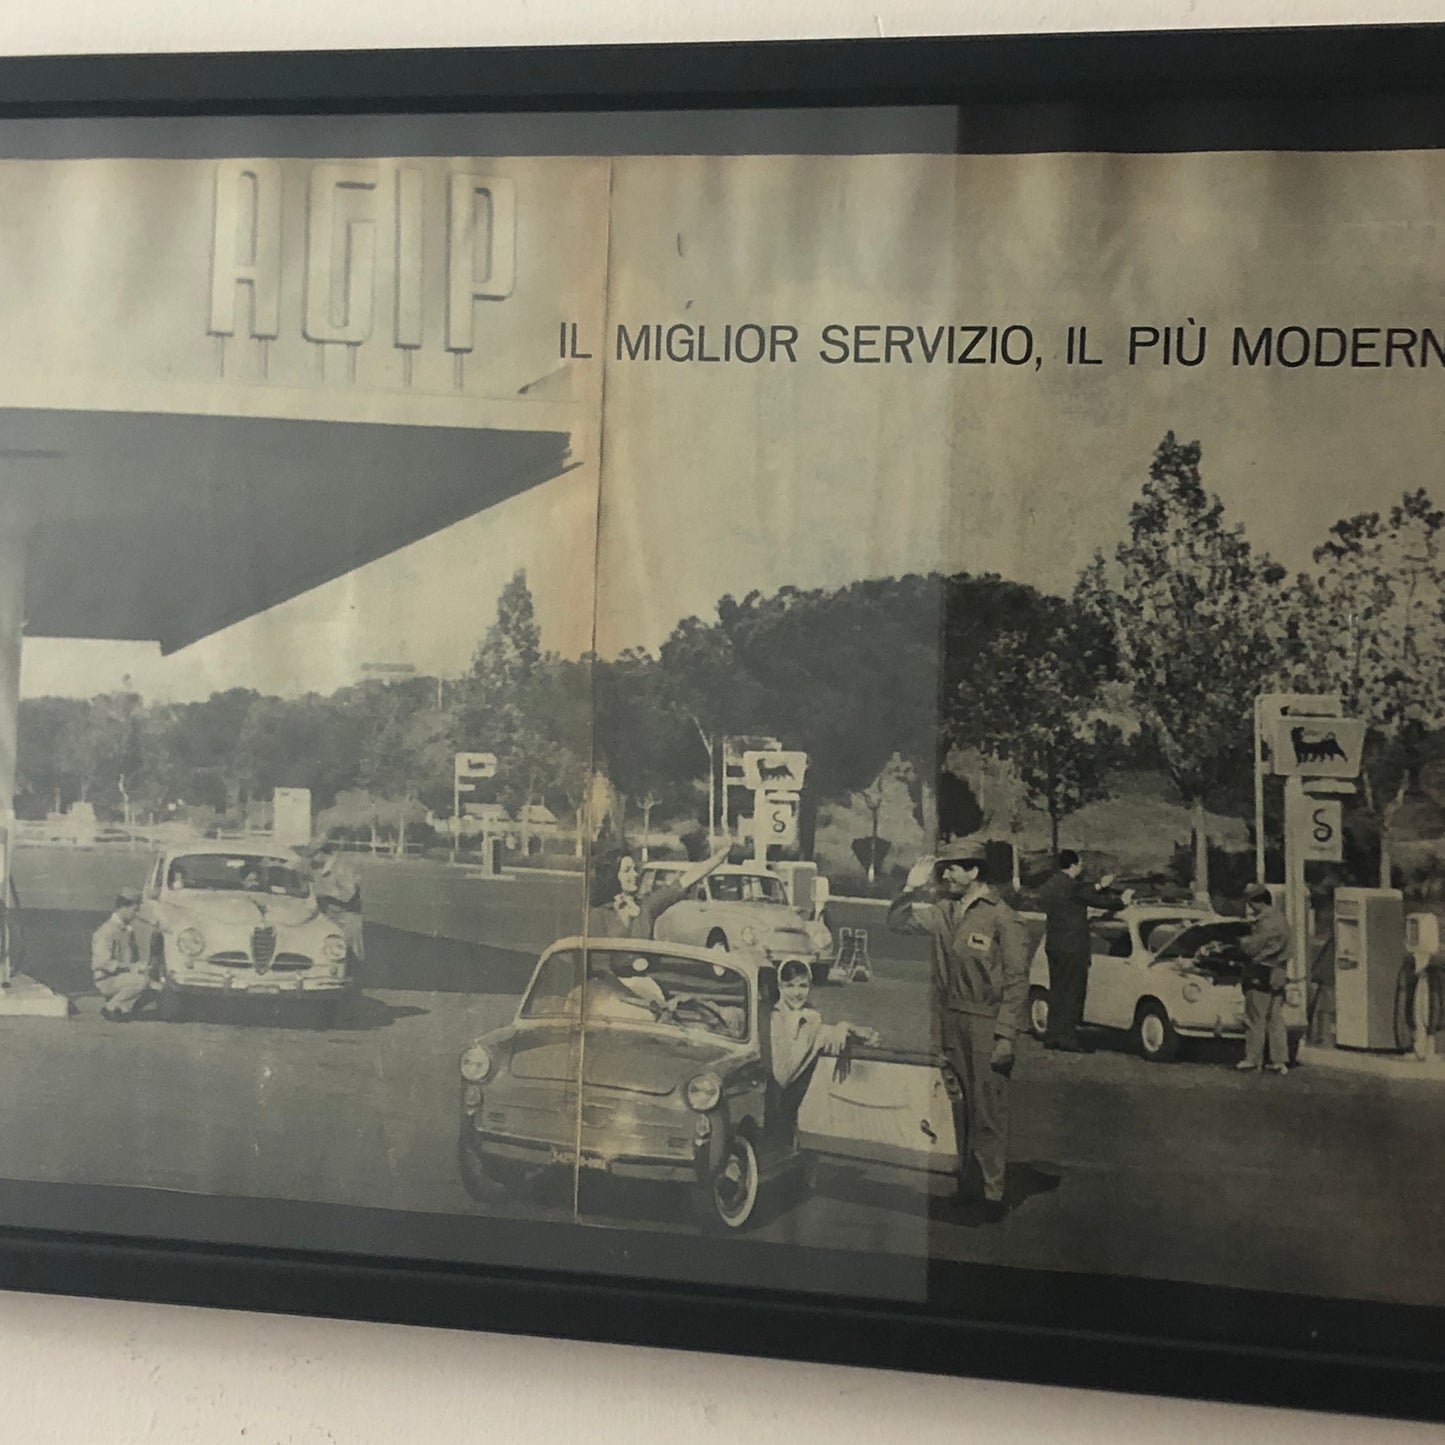 AGIP
IL MIGLIOR SERVIZIO, IL PIÙ MODERN